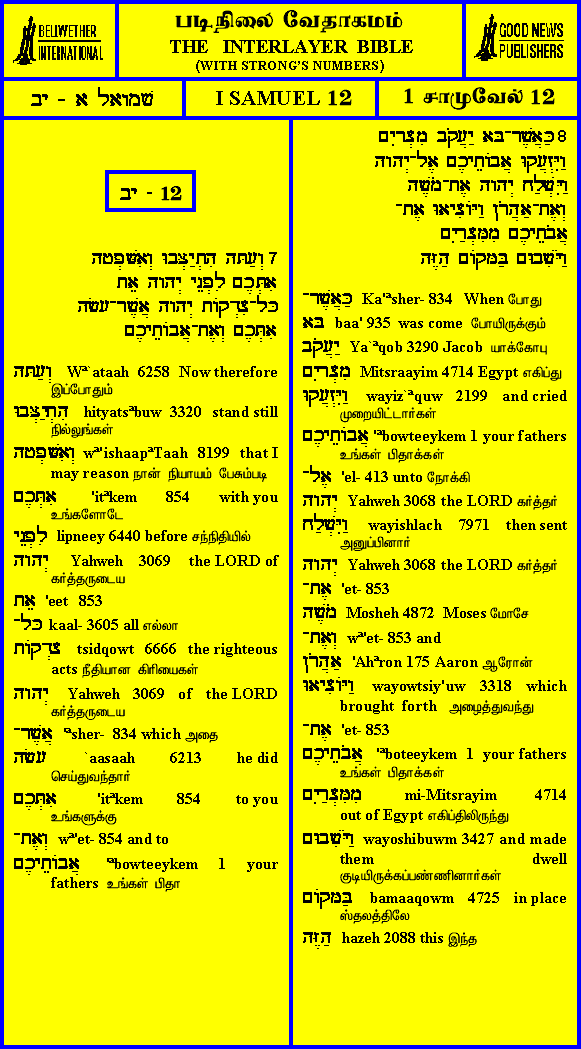 BELLWETHER
INTERNATIONAL
படிநிலை வேதாகமம்
THE INTERLAYER BIBLE
(WITH STRONG'S NUMBERS)
GOOD NEWS
PUBLISHERS
שמואל א - יב
I SAMUEL 12
1 சாமுவேல் 12
יב - 12
7 וְעַתָּה הִתְיַצְּבוּ וְאִשָּׁפְטָה
אִתְּכֶם לִפְנֵי יְהוָה אֵת
כָּל־צִדְקוֹת יְהוָה אֲשֶׁר־עָשָׂה
אִתְּכֶם וְאֶת־אֲבוֹתֵיכֶם
וְעַתָּה Wᵃ`ataah 6258 Now therefore
இப்போதும்
הִתְיַצְּבוּ hityatsᵃbuw 3320 stand still
நில்லுங்கள்
וְאִשָּׁפְטָה wᵃ'ishaapᵃTaah 8199 that I
may reason நான் நியாயம் பேசும்படி
אִתְּכֶם 'itᵃkem 854 with you
உங்களோடே
לִפְנֵי lipneey 6440 before சந்நிதியில்
יְהוָה Yahweh 3069 the LORD of
கர்த்தருடைய
אֵת 'eet 853
כָּל־ kaal- 3605 all எல்லா
צִדְקוֹת tsidqowt 6666 the righteous
acts நீதியான கிரியைகள்
יְהוָה Yahweh 3069 of the LORD
கர்த்தருடைய
אֲשֶׁר־ 'ᵃsher- 834 which அதை
עָשָׂה `aasaah 6213 he did
செய்துவந்தார்
אִתְּכֶם 'itᵃkem 854 to you
உங்களுக்கு
וְאֶת־ wᵃ'et- 854 and to
אֲבוֹתֵיכֶם 'ᵃbowteeykem 1 your
fathers உங்கள் பிதா
8 כַּאֲשֶׁר־בָּא יַעֲקֹב מִצְרָיִם
וַיִּזְעֲקוּ אֲבוֹתֵיכֶם אֶל־יְהוָה
וַיִּשְׁלַח יְהוָה אֶת־מֹשֶׁה
וְאֶת־אַהֲרֹן וַיּוֹצִיאוּ אֶת־
אֲבֹתֵיכֶם מִמִּצְרַיִם
וַיֹּשִׁבוּם בַּמָּקוֹם הַזֶּה
כַּאֲשֶׁר־ Ka'ᵃsher- 834 When போது
בָּא baa' 935 was come போயிருக்கும்
יַעֲקֹב Ya`ᵃqob 3290 Jacob யாக்கோபு
מִצְרָיִם Mitsraayim 4714 Egypt எகிப்து
וַיִּזְעֲקוּ wayiz`ᵃquw 2199 and cried
முறையிட்டார்கள்
אֲבוֹתֵיכֶם 'ᵃbowteeykem 1 your fathers
உங்கள் பிதாக்கள்
אֶל־ 'el- 413 unto நோக்கி
יְהוָה Yahweh 3068 the LORD கர்த்தர்
וַיִּשְׁלַח wayishlach 7971 then sent
அனுப்பினார்
יְהוָה Yahweh 3068 the LORD கர்த்தர்
אֶת־ 'et- 853
מֹשֶׁה Mosheh 4872 Moses மோசே
וְאֶת־ wᵃ'et- 853 and
אַהֲרֹן 'Ahᵃron 175 Aaron ஆரோன்
וַיּוֹצִיאוּ wayowtsiy'uw 3318 which
brought forth அழைத்துவந்து
אֶת־ 'et- 853
אֲבֹתֵיכֶם 'ᵃboteeykem 1 your fathers
உங்கள் பிதாக்கள்
מִמִּצְרַיִם mi-Mitsrayim 4714
out of Egypt எகிப்திலிருந்து
וַיֹּשִׁבוּם wayoshibuwm 3427 and made
them dwell
குடியிருக்கப்பண்ணினார்கள்
בַּמָּקוֹם bamaaqowm 4725 in place
ஸ்தலத்திலே
הַזֶּה hazeh 2088 this இந்த